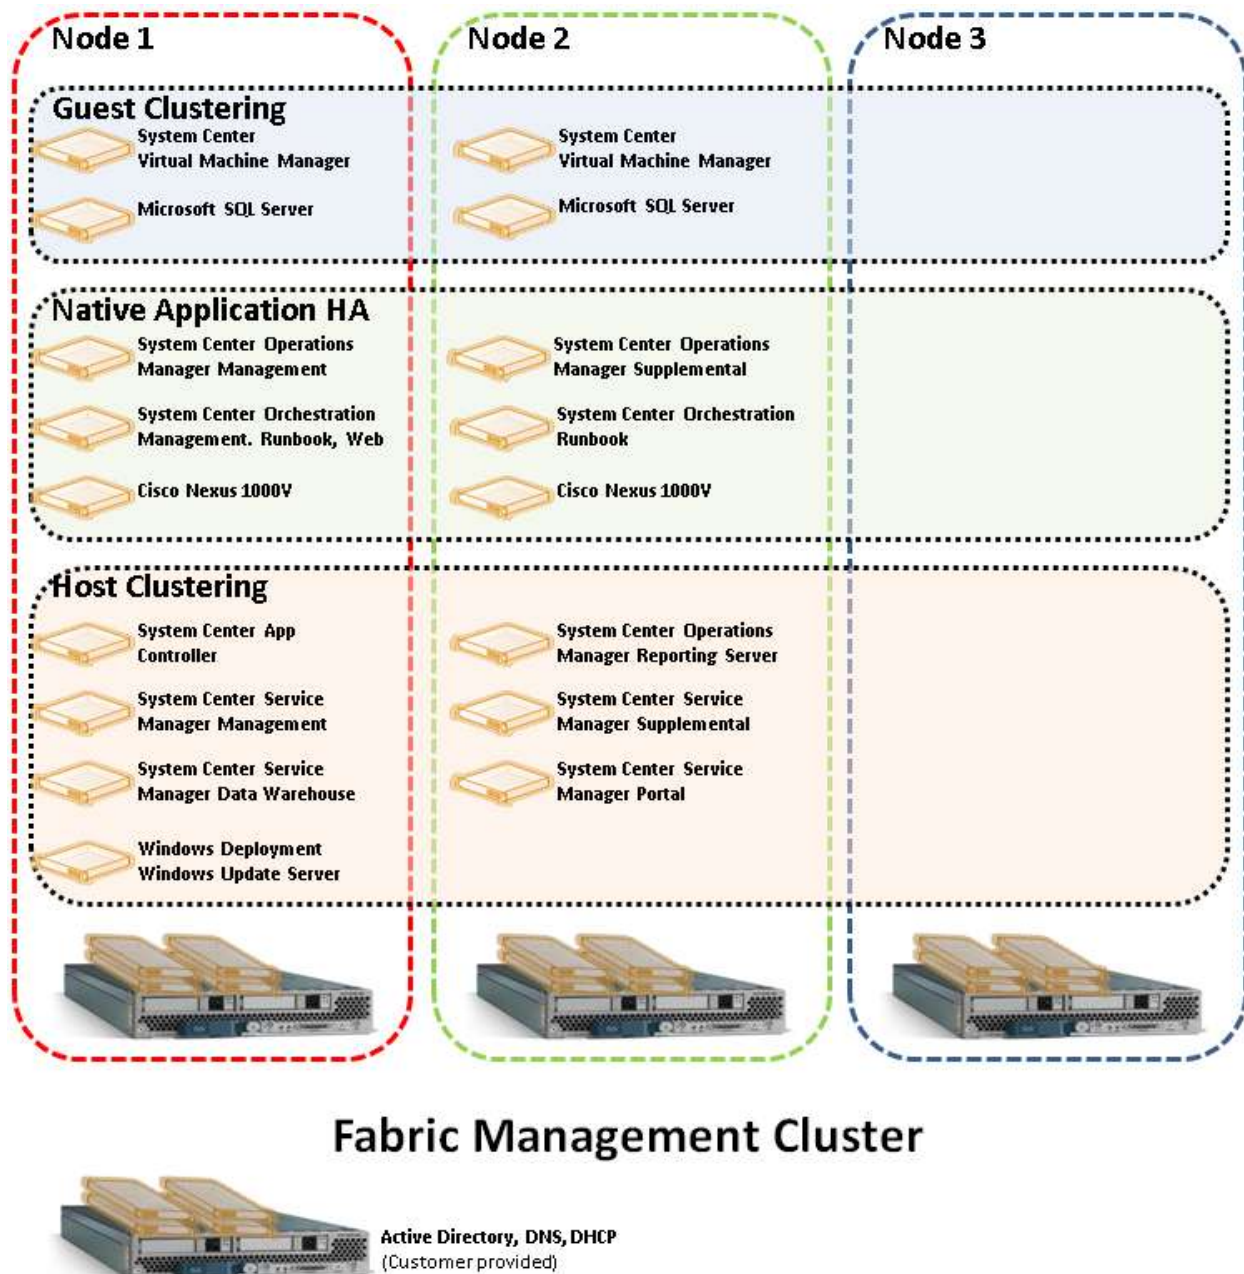 Node 1
Node 2
Node 3
Guest Clustering
System Center
Virtual Machine Manager
System Center
Virtual Machine Manager
Microsoft SQL Server
Microsoft SQL Server
Native Application HA
System Center Operations
Manager Management
System Center Operations
Manager Supplemental
System Center Orchestration
Management. Runbook, Web
System Center Orchestration
Runbook
Cisco Nexus 1000V
Cisco Nexus 1000V
Host Clustering
System Center App
Controller
System Center Operations
Manager Reporting Server
System Center Service
Manager Management
System Center Service
Manager Supplemental
System Center Service
Manager Data Warehouse
System Center Service
Manager Portal
Windows Deployment
Windows Update Server
Fabric Management Cluster
Active Directory, DNS, DHCP
(Customer provided)